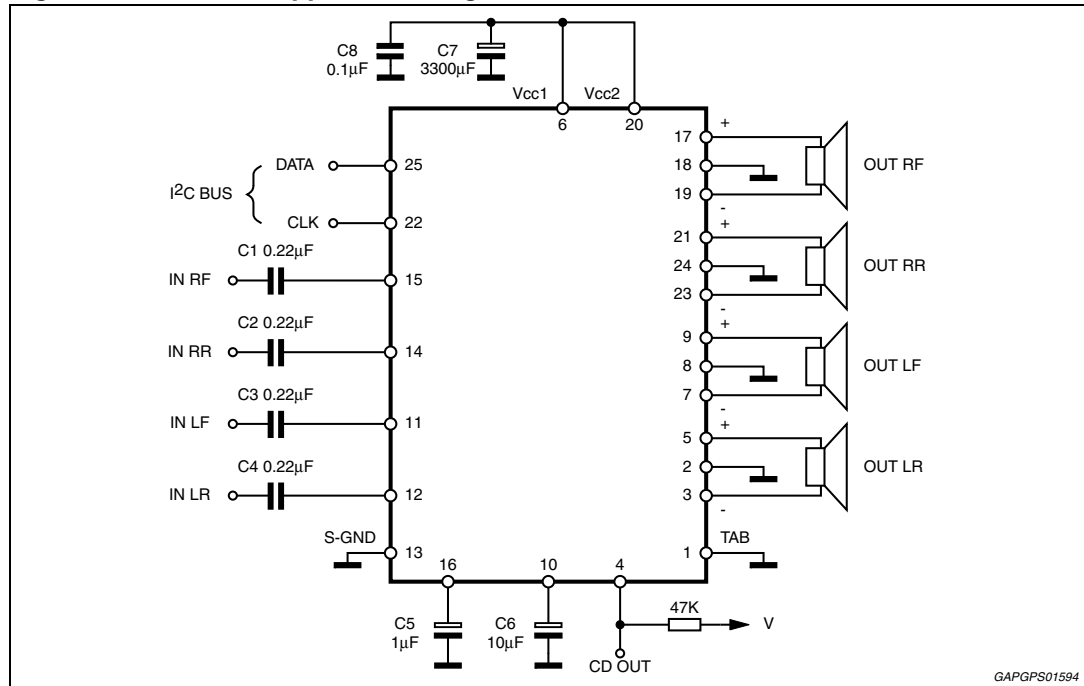 C8
0.1μF
C7
3300μF
Vcc1
Vcc2
6
20
DATA
25
I2C BUS
CLK
22
C1 0.22μF
IN RF
15
C2 0.22μF
IN RR
14
C3 0.22μF
IN LF
11
C4 0.22μF
IN LR
12
S-GND
13
17
+
18
19
-
OUT RF
21
+
24
23
-
OUT RR
9
+
8
7
-
OUT LF
5
+
2
3
-
OUT LR
1
TAB
16
10
4
C5
1μF
C6
10μF
47K
V
CD OUT
GAPGPS01594